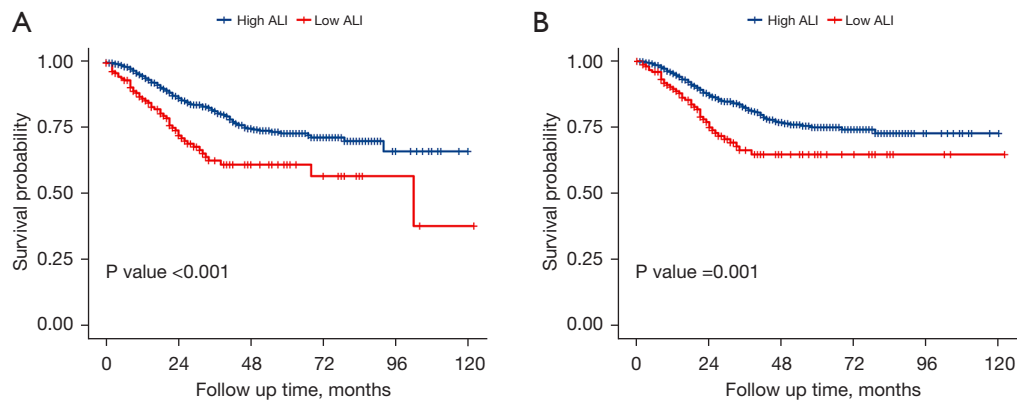 A
High ALI Low ALI
1.00
0.75
0.50
0.25
0.00
Survival probability
P value <0.001
0 24 48 72 96 120
Follow up time, months
B
High ALI Low ALI
1.00
0.75
0.50
0.25
0.00
Survival probability
P value =0.001
0 24 48 72 96 120
Follow up time, months